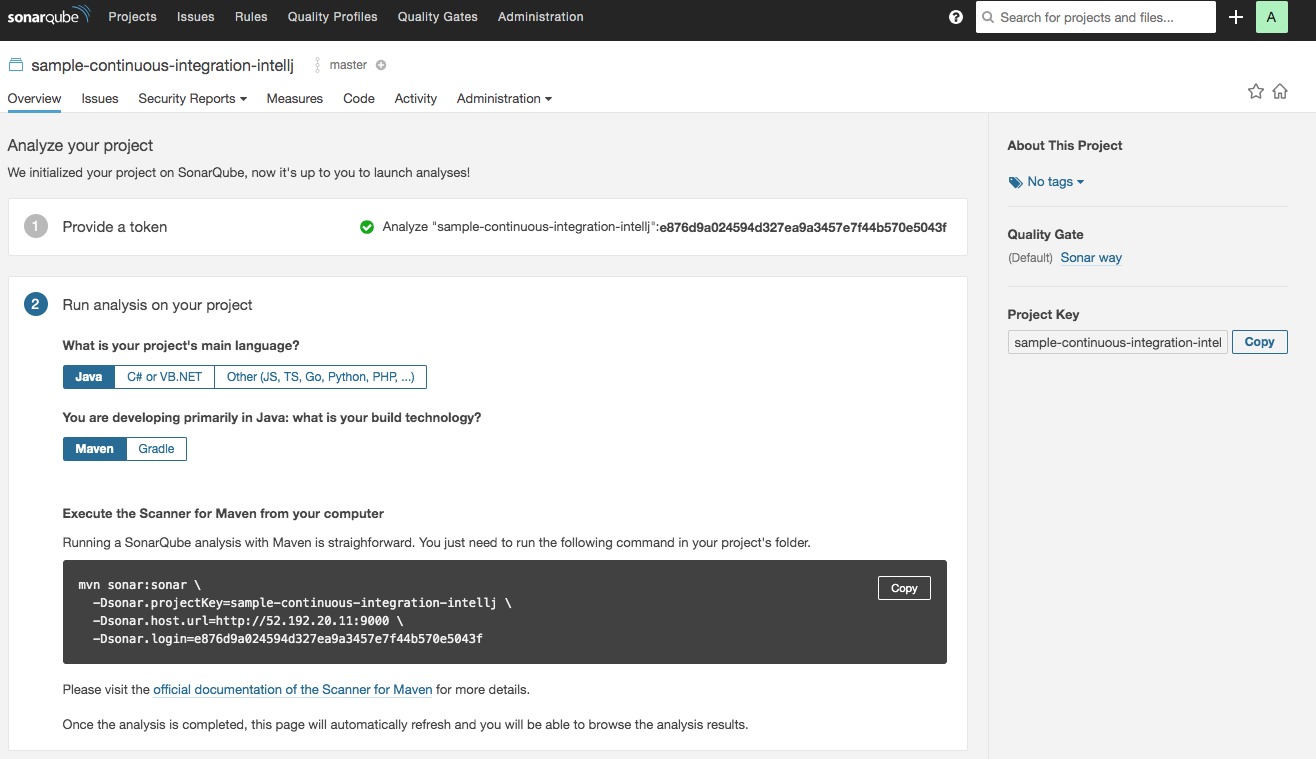 sonarqube Projects Issues Rules Quality Profiles Quality Gates Administration ? Search for projects and files... + A
sample-continuous-integration-intellj master
Overview Issues Security Reports Measures Code Activity Administration
Analyze your project
We initialized your project on SonarQube, now it's up to you to launch analyses!
1 Provide a token Analyze "sample-continuous-integration-intellj":e876d9a024594d327ea9a3457e7f44b570e5043f
2 Run analysis on your project
What is your project's main language?
Java C# or VB.NET Other (JS, TS, Go, Python, PHP, ...)
You are developing primarily in Java: what is your build technology?
Maven Gradle
Execute the Scanner for Maven from your computer
Running a SonarQube analysis with Maven is straighforward. You just need to run the following command in your project's folder.
mvn sonar:sonar \
-Dsonar.projectKey=sample-continuous-integration-intellj \
-Dsonar.host.url=http://52.192.20.11:9000 \
-Dsonar.login=e876d9a024594d327ea9a3457e7f44b570e5043f
Copy
Please visit the official documentation of the Scanner for Maven for more details.
Once the analysis is completed, this page will automatically refresh and you will be able to browse the analysis results.
About This Project
No tags
Quality Gate
(Default) Sonar way
Project Key
sample-continuous-integration-intel Copy